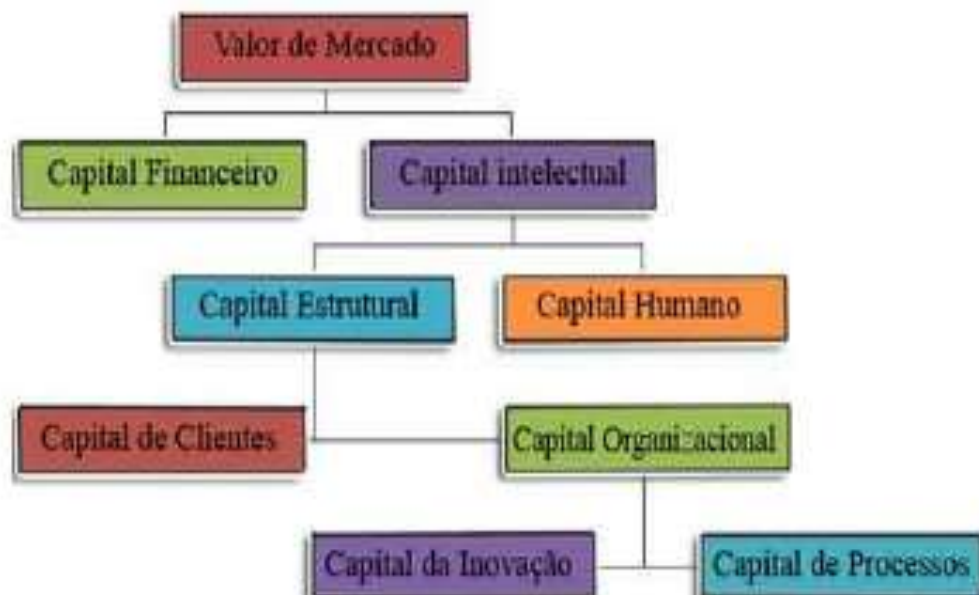 Valor de Mercado
Capital Financeiro
Capital intelectual
Capital Estrutural
Capital Humano
Capital de Clientes
Capital Organizacional
Capital da Inovação
Capital de Processos